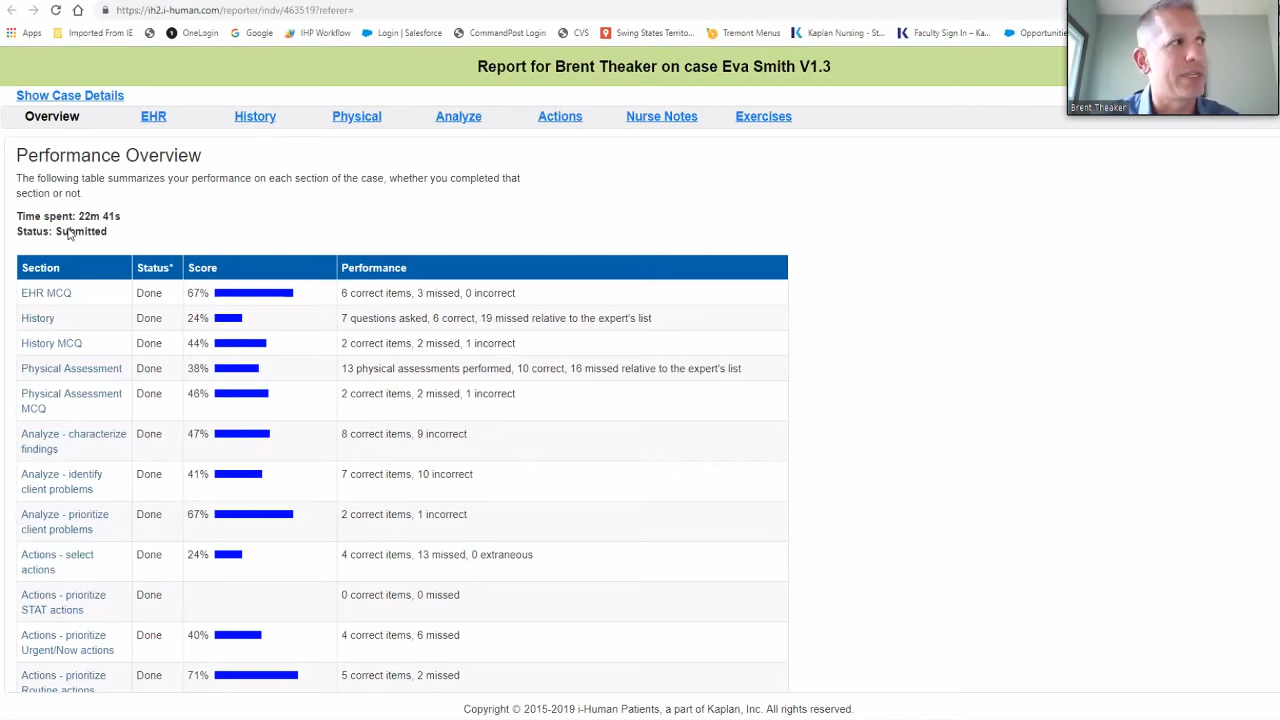 https://ih2.i-human.com/reporter/indv/463519?referer=
Apps Imported From IE OneLogin Google IHP Workflow Login | Salesforce CommandPost Login CVS Swing States Territo... Tremont Menus Kaplan Nursing - St... Faculty Sign In – Ka... Opportunities
Report for Brent Theaker on case Eva Smith V1.3
Brent Theaker
Show Case Details
Overview EHR History Physical Analyze Actions Nurse Notes Exercises
Performance Overview
The following table summarizes your performance on each section of the case, whether you completed that
section or not.
Time spent: 22m 41s
Status: Submitted
Section Status* Score Performance
EHR MCQ Done 67% 6 correct items, 3 missed, 0 incorrect
History Done 24% 7 questions asked, 6 correct, 19 missed relative to the expert's list
History MCQ Done 44% 2 correct items, 2 missed, 1 incorrect
Physical Assessment Done 38% 13 physical assessments performed, 10 correct, 16 missed relative to the expert's list
Physical Assessment Done 46% 2 correct items, 2 missed, 1 incorrect
MCQ
Analyze - characterize Done 47% 8 correct items, 9 incorrect
findings
Analyze - identify Done 41% 7 correct items, 10 incorrect
client problems
Analyze - prioritize Done 67% 2 correct items, 1 incorrect
client problems
Actions - select Done 24% 4 correct items, 13 missed, 0 extraneous
actions
Actions - prioritize Done 0 correct items, 0 missed
STAT actions
Actions - prioritize Done 40% 4 correct items, 6 missed
Urgent/Now actions
Actions - prioritize Done 71% 5 correct items, 2 missed
Routine actions
Copyright © 2015-2019 i-Human Patients, a part of Kaplan, Inc. All rights reserved.